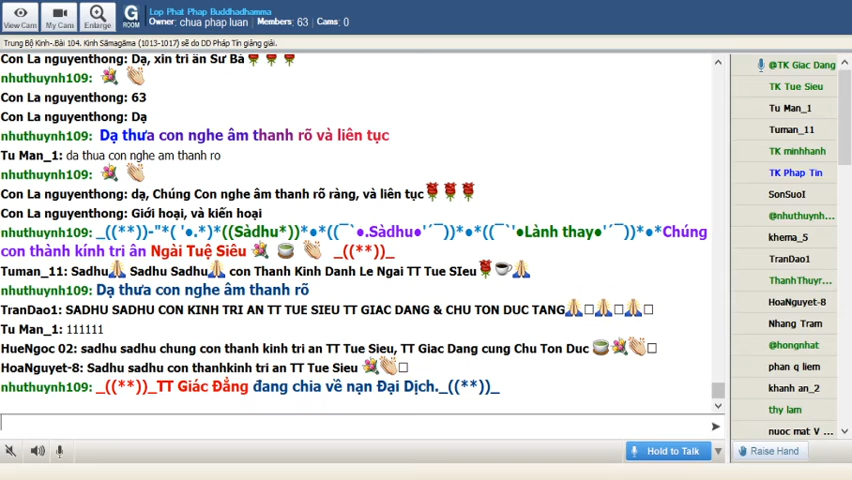 Lop Phat Phap Buddhadhamma
Owner: chua phap luan Members: 63 Cams: 0
View Cam
My Cam
Enlarge
G
ROOM
Trung Bộ Kinh-.Bài 104. Kinh Sāmagāma (1013-1017) sẽ do DD Pháp Tín giảng giải.
Con La nguyenthong: Dạ, xin tri ân Sư Bà
nhuthuynh109:
Con La nguyenthong: 63
Con La nguyenthong: Dạ
nhuthuynh109: Dạ thưa con nghe âm thanh rõ và liên tục
Tu Man_1: da thua con nghe am thanh ro
nhuthuynh109:
Con La nguyenthong: dạ, Chúng Con nghe âm thanh rõ ràng, và liên tục
Con La nguyenthong: Giới hoại, và kiến hoại
nhuthuynh109: _((**))-"*( '●.*)*((Sàdhu*))*●*((¯`●.Sàdhu●'´¯))*●*((¯`'●Lành thay●'´¯))*●*Chúng
con thành kính tri ân Ngài Tuệ Siêu _((**))_
Tuman_11: Sadhu Sadhu Sadhu con Thanh Kinh Danh Le Ngai TT Tue SIeu
nhuthuynh109: Dạ thưa con nghe âm thanh rõ
TranDao1: SADHU SADHU CON KINH TRI AN TT TUE SIEU TT GIAC DANG & CHU TON DUC TANG
Tu Man_1: 111111
HueNgoc 02: sadhu sadhu chung con thanh kinh tri an TT Tue Sieu, TT Giac Dang cung Chu Ton Duc
HoaNguyet-8: Sadhu sadhu con thanhkinh tri an TT Tue Sieu
nhuthuynh109: _((**))_TT Giác Đẳng đang chia về nạn Đại Dịch._((**))_
Hold to Talk
@TK Giac Dang
TK Tue Sieu
Tu Man_1
Tuman_11
TK minhhanh
TK Phap Tin
SonSuoI
@nhuthuynh...
khema_5
TranDao1
ThanhThuyr...
HoaNguyet-8
Nhang Tram
@hongnhat
phan q liem
khanh an_2
thy lam
nuoc mat V ...
Raise Hand